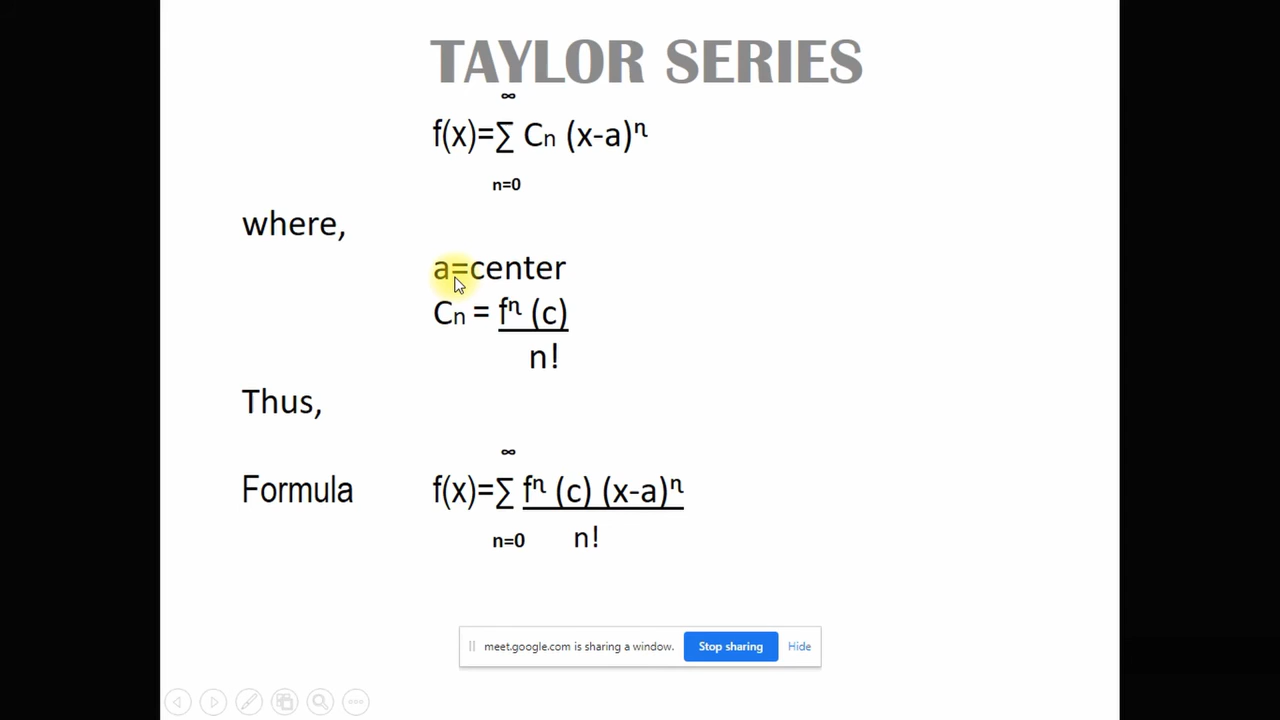 TAYLOR SERIES
∞
f(x)=∑ Cn (x-a)ⁿ
n=0
where,
a=center
Cn = fⁿ (c)
n!
Thus,
∞
Formula f(x)=∑ fⁿ (c) (x-a)ⁿ
n=0 n!
meet.google.com is sharing a window. Stop sharing Hide